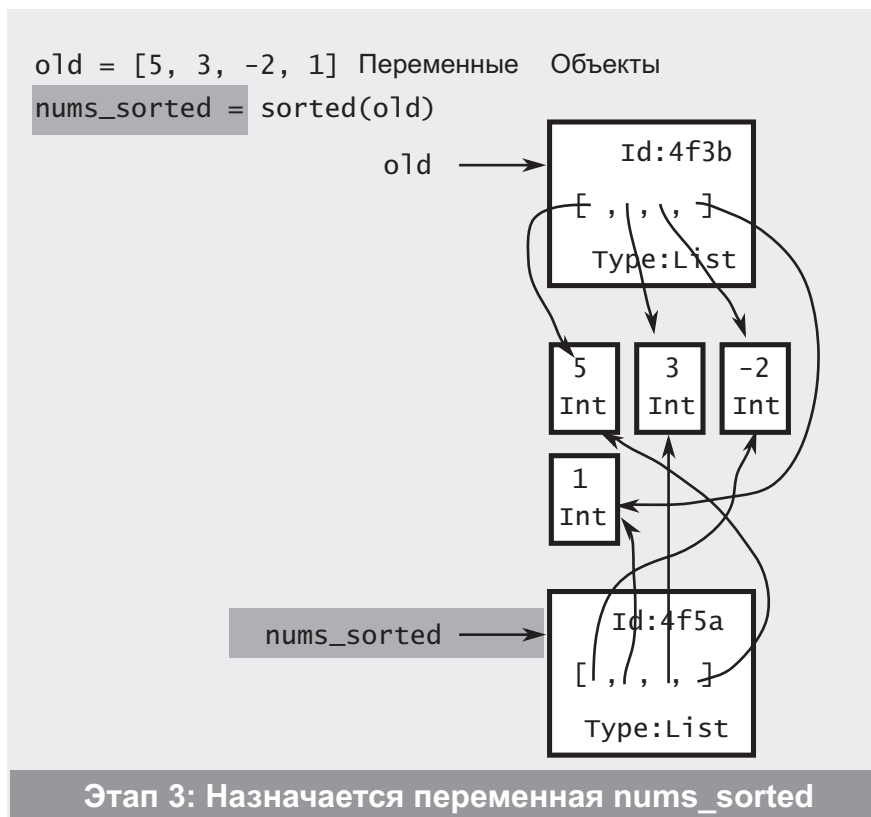 old = [5, 3, -2, 1] Переменные Объекты
nums_sorted = sorted(old)
old
Id:4f3b
[ , , , ]
Type:List
5
Int
3
Int
-2
Int
1
Int
nums_sorted
Id:4f5a
[ , , , ]
Type:List
Этап 3: Назначается переменная nums_sorted